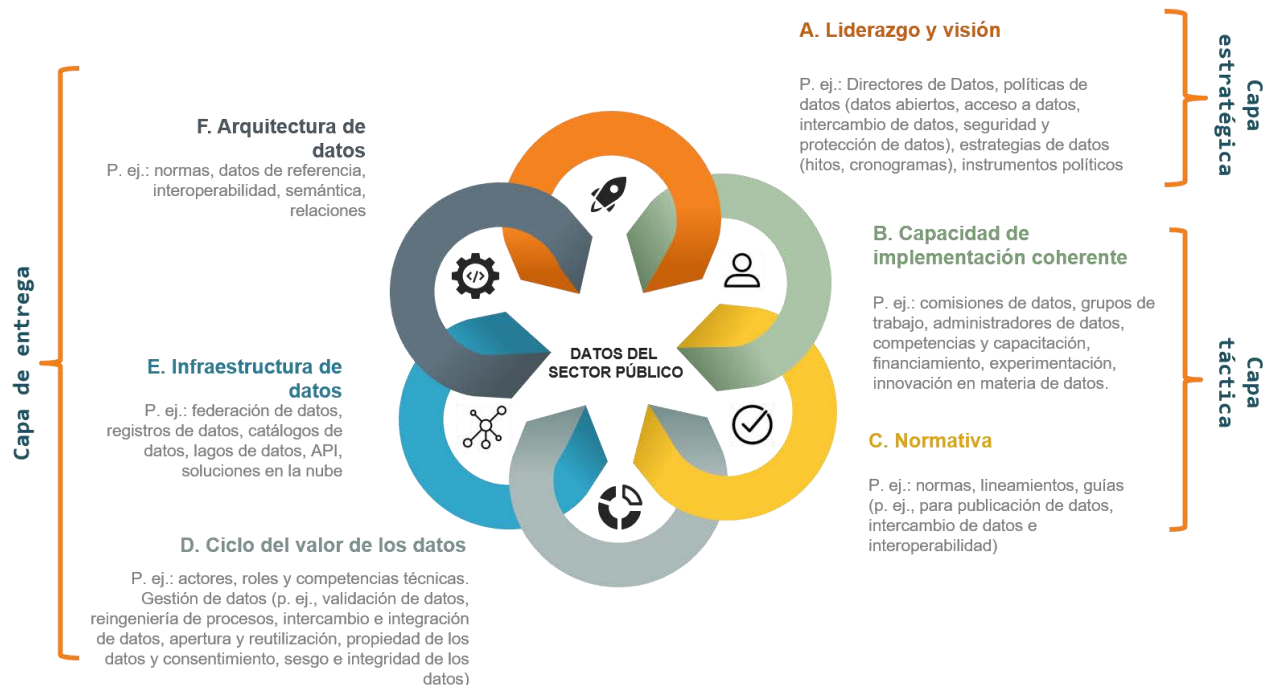 A. Liderazgo y visión
P. ej.: Directores de Datos, políticas de
datos (datos abiertos, acceso a datos,
intercambio de datos, seguridad y
protección de datos), estrategias de datos
(hitos, cronogramas), instrumentos políticos
Capa
estratégica
B. Capacidad de
implementación coherente
P. ej.: comisiones de datos, grupos de
trabajo, administradores de datos,
competencias y capacitación,
financiamiento, experimentación,
innovación en materia de datos.
C. Normativa
P. ej.: normas, lineamientos, guías
(p. ej., para publicación de datos,
intercambio de datos e
interoperabilidad)
Capa
táctica
D. Ciclo del valor de los datos
P. ej.: actores, roles y competencias técnicas.
Gestión de datos (p. ej., validación de datos,
reingeniería de procesos, intercambio e integración
de datos, apertura y reutilización, propiedad de los
datos y consentimiento, sesgo e integridad de los
datos)
E. Infraestructura de
datos
P. ej.: federación de datos,
registros de datos, catálogos de
datos, lagos de datos, API,
soluciones en la nube
F. Arquitectura de
datos
P. ej.: normas, datos de referencia,
interoperabilidad, semántica,
relaciones
Capa de entrega
DATOS DEL
SECTOR PÚBLICO
</>